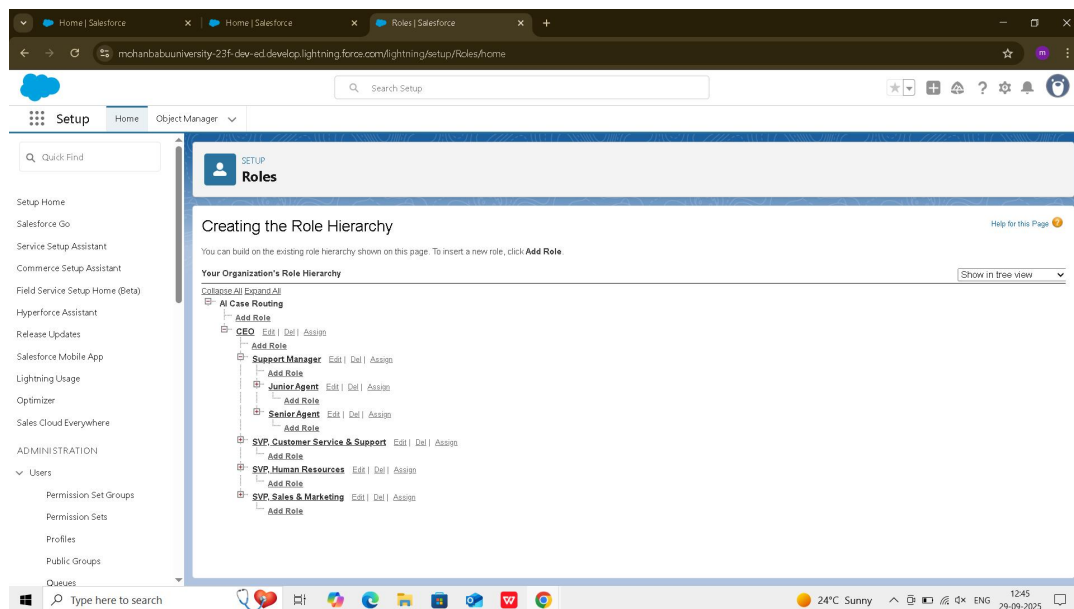 Home | Salesforce
Home | Salesforce
Roles | Salesforce
mohanbabuuniversity-23f-dev-ed.develop.lightning.force.com/lightning/setup/Roles/home
m
Search Setup
Setup
Home
Object Manager
Quick Find
Setup Home
Salesforce Go
Service Setup Assistant
Commerce Setup Assistant
Field Service Setup Home (Beta)
Hyperforce Assistant
Release Updates
Salesforce Mobile App
Lightning Usage
Optimizer
Sales Cloud Everywhere
ADMINISTRATION
Users
Permission Set Groups
Permission Sets
Profiles
Public Groups
Queues
SETUP
Roles
Creating the Role Hierarchy
Help for this Page
You can build on the existing role hierarchy shown on this page. To insert a new role, click Add Role.
Your Organization's Role Hierarchy
Show in tree view
Collapse All Expand All
AI Case Routing
Add Role
CEO Edit | Del | Assign
Add Role
Support Manager Edit | Del | Assign
Add Role
Junior Agent Edit | Del | Assign
Add Role
Senior Agent Edit | Del | Assign
Add Role
SVP, Customer Service & Support Edit | Del | Assign
Add Role
SVP, Human Resources Edit | Del | Assign
Add Role
SVP, Sales & Marketing Edit | Del | Assign
Add Role
Type here to search
W
24°C Sunny
ENG
12:45
29-09-2025